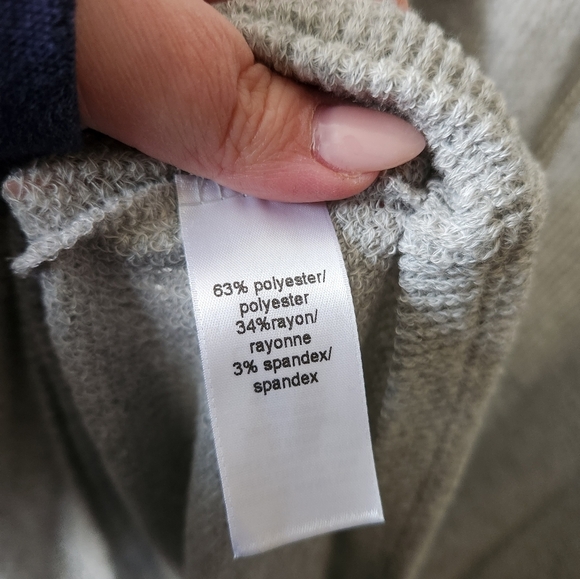 63% polyester/
polyester
34%rayon/
rayonne
3% spandex/
spandex